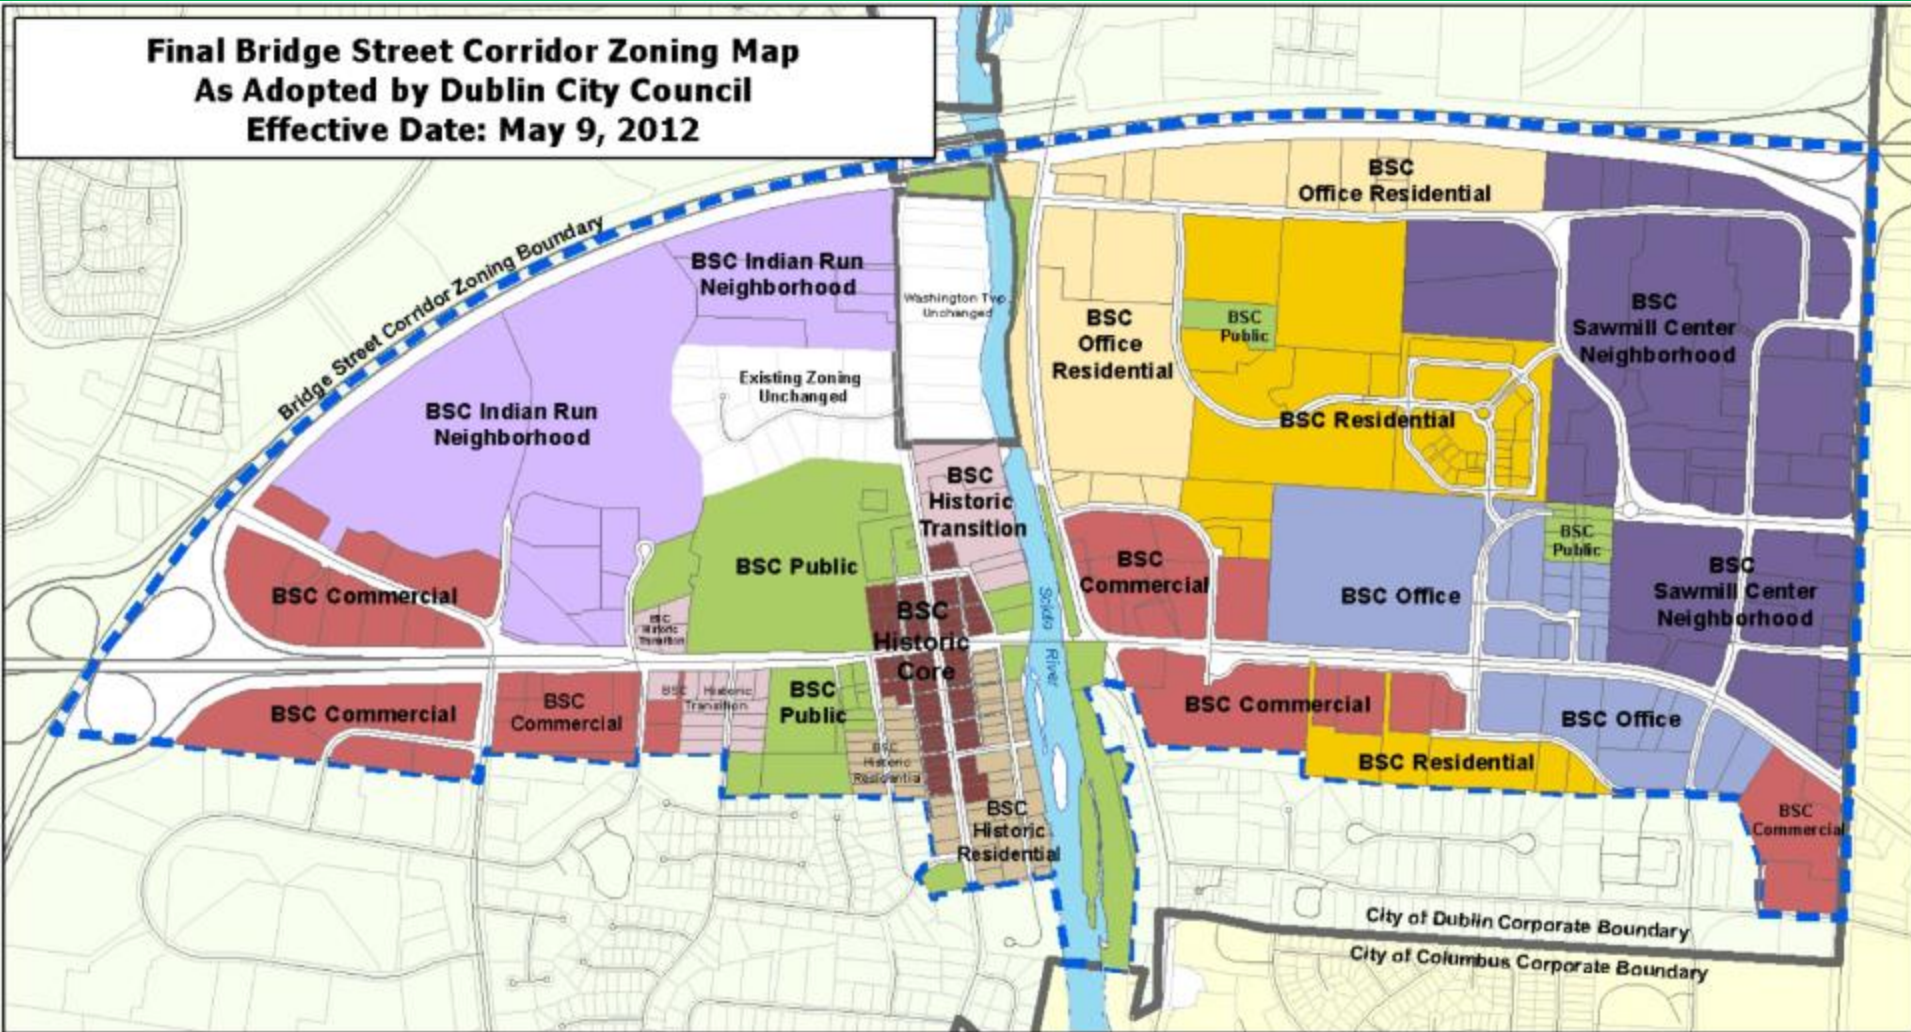 Final Bridge Street Corridor Zoning Map
As Adopted by Dublin City Council
Effective Date: May 9, 2012
Bridge Street Corridor Zoning Boundary
BSC
Office Residential
BSC Indian Run
Neighborhood
Washington Twp.
Unchanged
BSC
Office
Residential
BSC
Public
BSC
Sawmill Center
Neighborhood
Existing Zoning
Unchanged
BSC Indian Run
Neighborhood
BSC Residential
BSC
Historic
Transition
BSC
Public
BSC Public
BSC
Commercial
BSC Commercial
BSC Office
BSC
Sawmill Center
Neighborhood
BSC
Historic
Transition
BSC
Historic
Core
Scioto River
BSC Commercial
BSC
Commercial
BSC Historic
Transition
BSC
Public
BSC Commercial
BSC Office
BSC
Historic
Residential
BSC Residential
BSC
Historic
Residential
BSC
Commercial
City of Dublin Corporate Boundary
City of Columbus Corporate Boundary